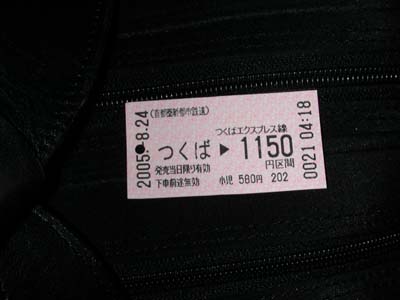 2005.-8.24
(首都圏新都市鉄道)
つくばエクスプレス線
つくば ▶ 1150
円区間
発売当日限り有効
下車前途無効
小児 580円 202
0021 04:18